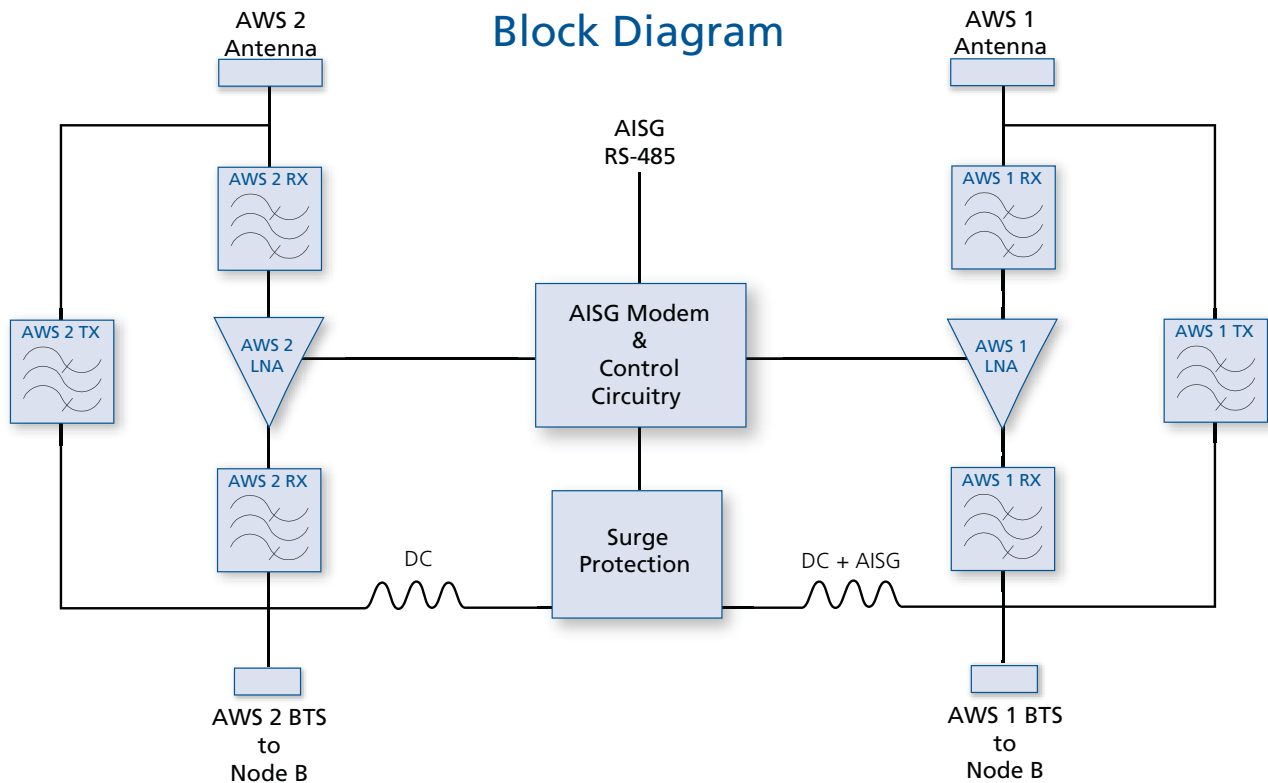 Block Diagram
AWS 2
Antenna
AWS 1
Antenna
AISG
RS-485
AWS 2 RX
AWS 1 RX
AWS 2 TX
AWS 2
LNA
AISG Modem
&
Control
Circuitry
AWS 1
LNA
AWS 1 TX
AWS 2 RX
Surge
Protection
AWS 1 RX
DC
DC + AISG
AWS 2 BTS
to
Node B
AWS 1 BTS
to
Node B